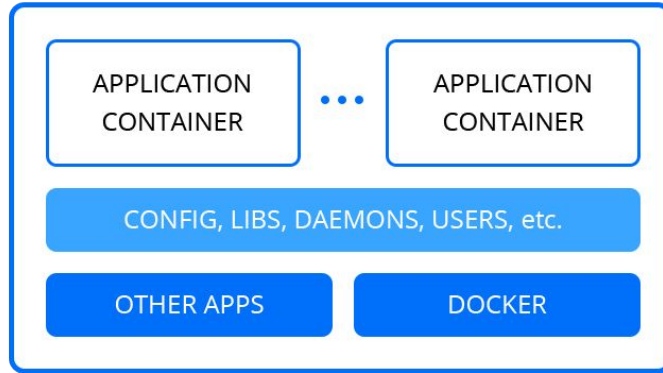 APPLICATION
CONTAINER
...
APPLICATION
CONTAINER
CONFIG, LIBS, DAEMONS, USERS, etc.
OTHER APPS
DOCKER